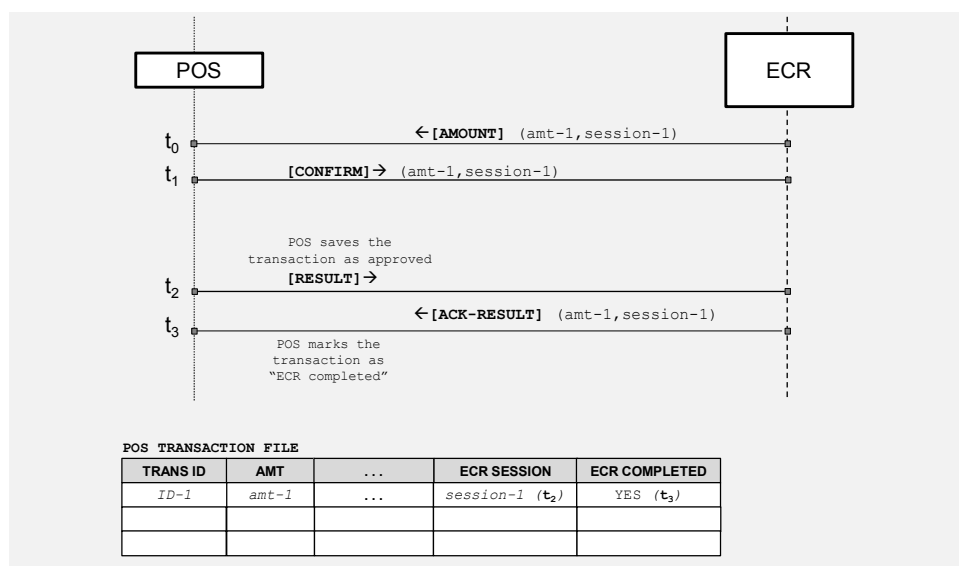 POS
ECR
t0
←[AMOUNT] (amt-1,session-1)
t1
[CONFIRM]→ (amt-1,session-1)
POS saves the
transaction as approved
[RESULT]→
t2
←[ACK-RESULT] (amt-1,session-1)
t3
POS marks the
transaction as
“ECR completed”
POS TRANSACTION FILE
TRANS ID AMT ... ECR SESSION ECR COMPLETED
ID-1 amt-1 ... session-1 (t2) YES (t3)